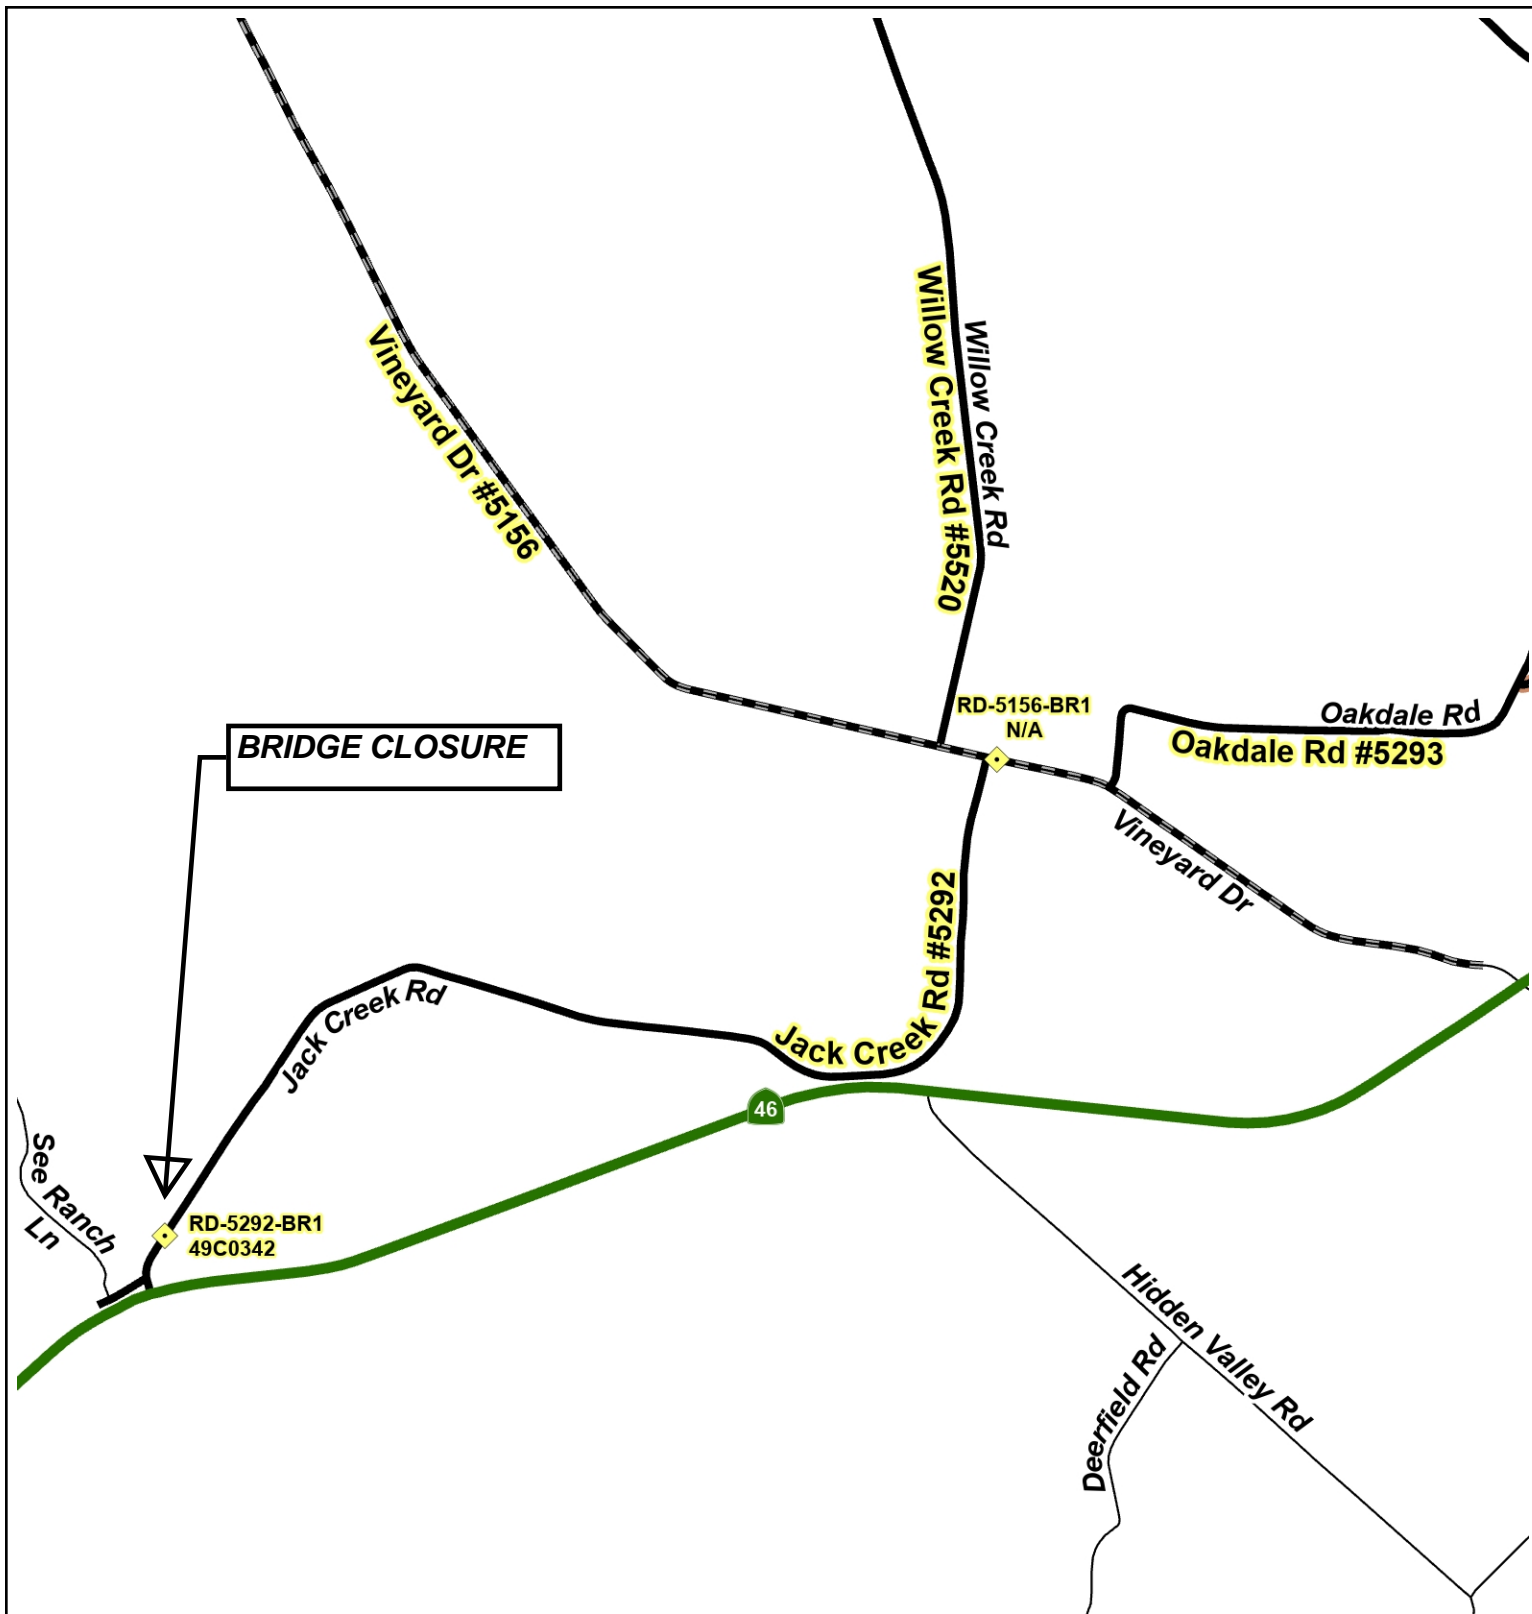 Willow Creek Rd #5520
Willow Creek Rd
Vineyard Dr #5156
RD-5156-BR1
N/A
Oakdale Rd
Oakdale Rd #5293
BRIDGE CLOSURE
Vineyard Dr
Jack Creek Rd #5292
Jack Creek Rd
46
See Ranch
Ln
RD-5292-BR1
49C0342
Hidden Valley Rd
Deerfield Rd